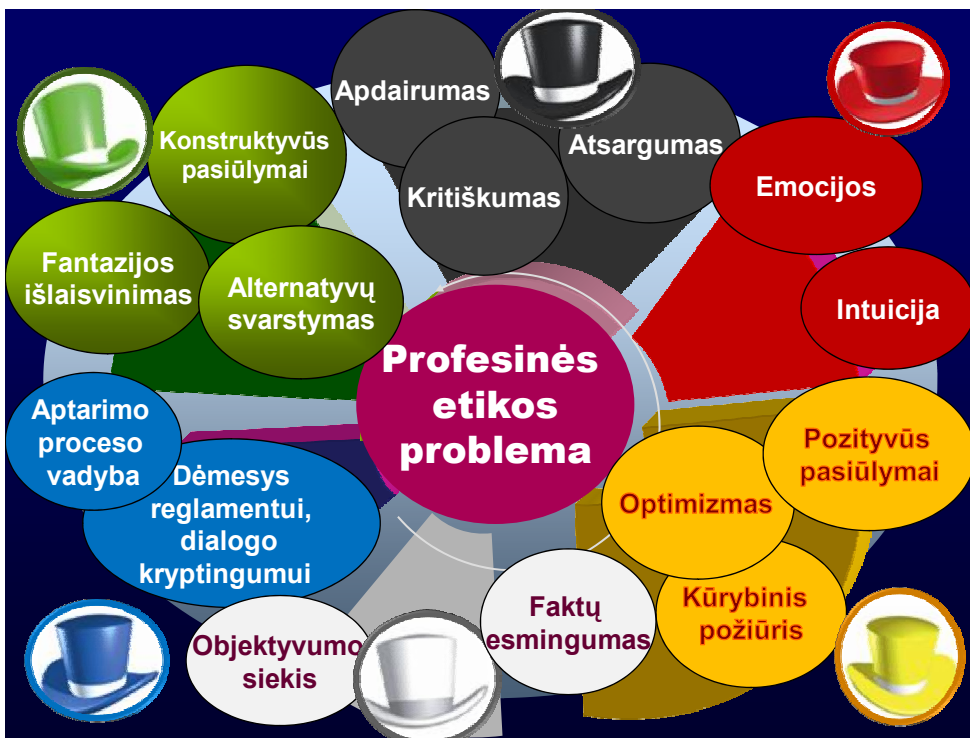 Apdairumas
Atsargumas
Kritiškumas
Konstruktyvūs
pasiūlymai
Fantazijos
išlaisvinimas
Alternatyvų
svarstymas
Emocijos
Intuicija
Profesinės
etikos
problema
Aptarimo
proceso
vadyba
Dėmesys
reglamentui,
dialogo
kryptingumui
Pozityvūs
pasiūlymai
Optimizmas
Kūrybinis
požiūris
Faktų
esmingumas
Objektyvumo
siekis